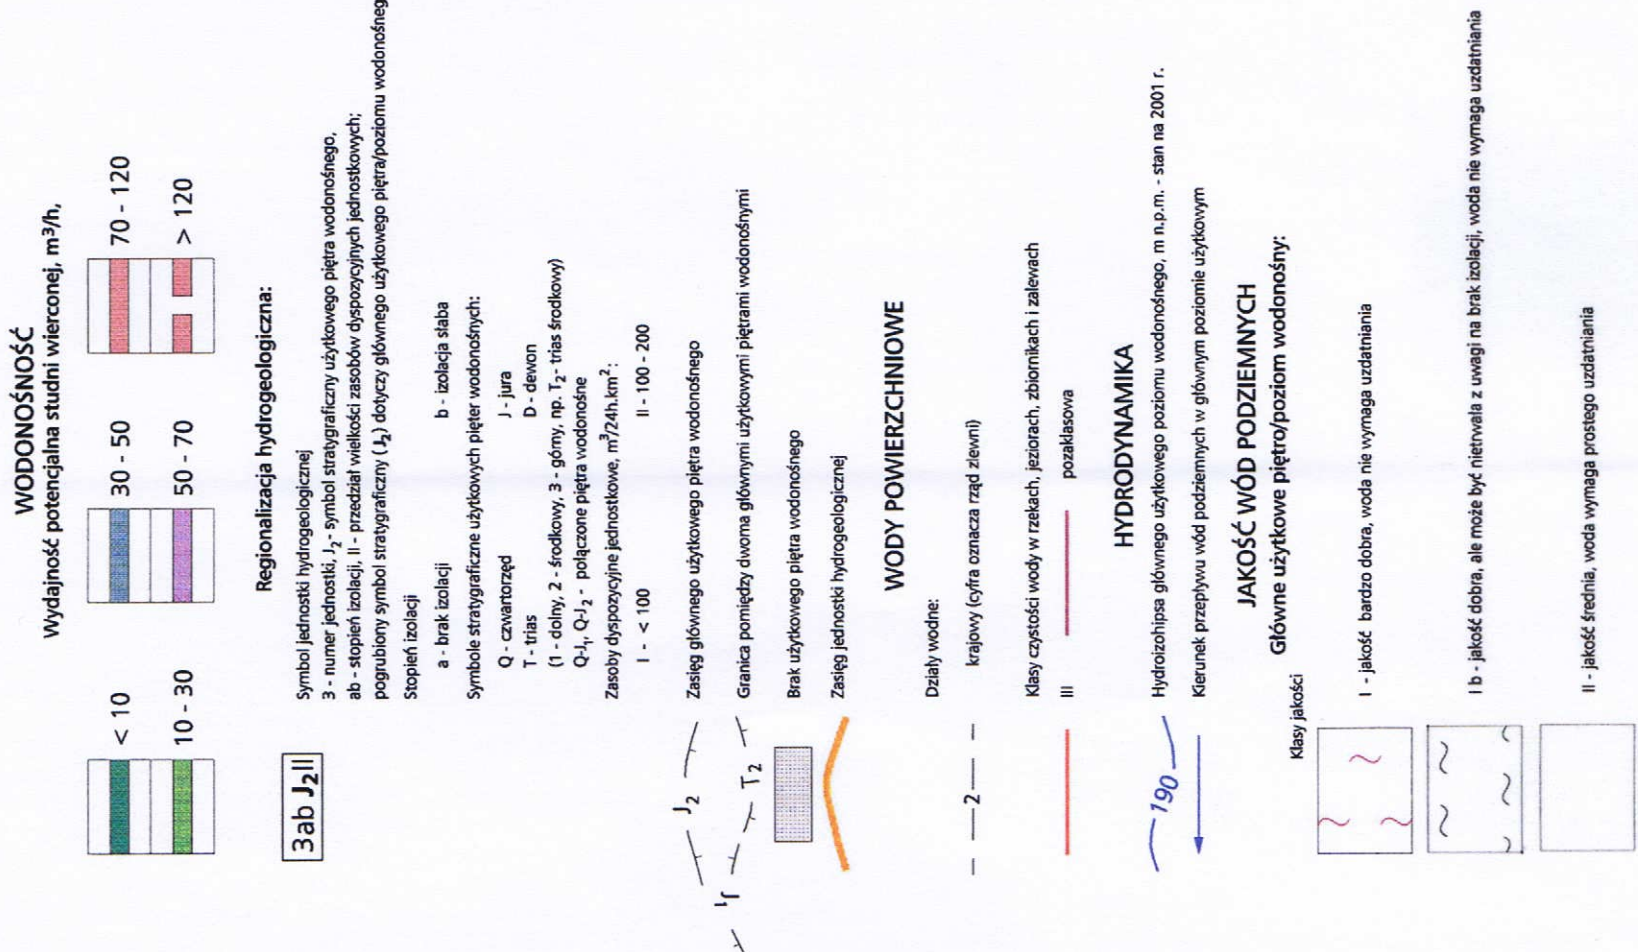 WODONOŚNOŚĆ
Wydajność potencjalna studni wierconej, m³/h,
< 10
30 - 50
70 - 120
10 - 30
50 - 70
> 120
Regionalizacja hydrogeologiczna:
3ab J₂II
Symbol jednostki hydrogeologicznej
3 - numer jednostki, J₂- symbol stratygraficzny użytkowego piętra wodonośnego,
ab - stopień izolacji, II - przedział wielkości zasobów dyspozycyjnych jednostkowych;
pogrubiony symbol stratygraficzny ( J₂) dotyczy głównego użytkowego piętra/poziomu wodonośneg
Stopień izolacji
a - brak izolacji
b - izolacja słaba
Symbole stratygraficzne użytkowych pięter wodonośnych:
Q - czwartorzęd
J - jura
T - trias
D - dewon
(1 - dolny, 2 - środkowy, 3 - górny, np. T₂ - trias środkowy)
Q-J₁, Q-J₂ - połączone piętra wodonośne
Zasoby dyspozycyjne jednostkowe, m³/24h.km²:
I - < 100
II - 100 - 200
J₂
Zasięg głównego użytkowego piętra wodonośnego
J₁
T₂
Granica pomiędzy dwoma głównymi użytkowymi piętrami wodonośnymi
Brak użytkowego piętra wodonośnego
Zasięg jednostki hydrogeologicznej
WODY POWIERZCHNIOWE
Działy wodne:
2
krajowy (cyfra oznacza rząd zlewni)
Klasy czystości wody w rzekach, jeziorach, zbiornikach i zalewach
III
pozaklasowa
HYDRODYNAMIKA
190
Hydroizohipsa głównego użytkowego poziomu wodonośnego, m n.p.m. - stan na 2001 r.
Kierunek przepływu wód podziemnych w głównym poziomie użytkowym
JAKOŚĆ WÓD PODZIEMNYCH
Główne użytkowe piętro/poziom wodonośny:
Klasy jakości
I - jakość bardzo dobra, woda nie wymaga uzdatniania
I b - jakość dobra, ale może być nietrwała z uwagi na brak izolacji, woda nie wymaga uzdatniania
II - jakość średnia, woda wymaga prostego uzdatniania